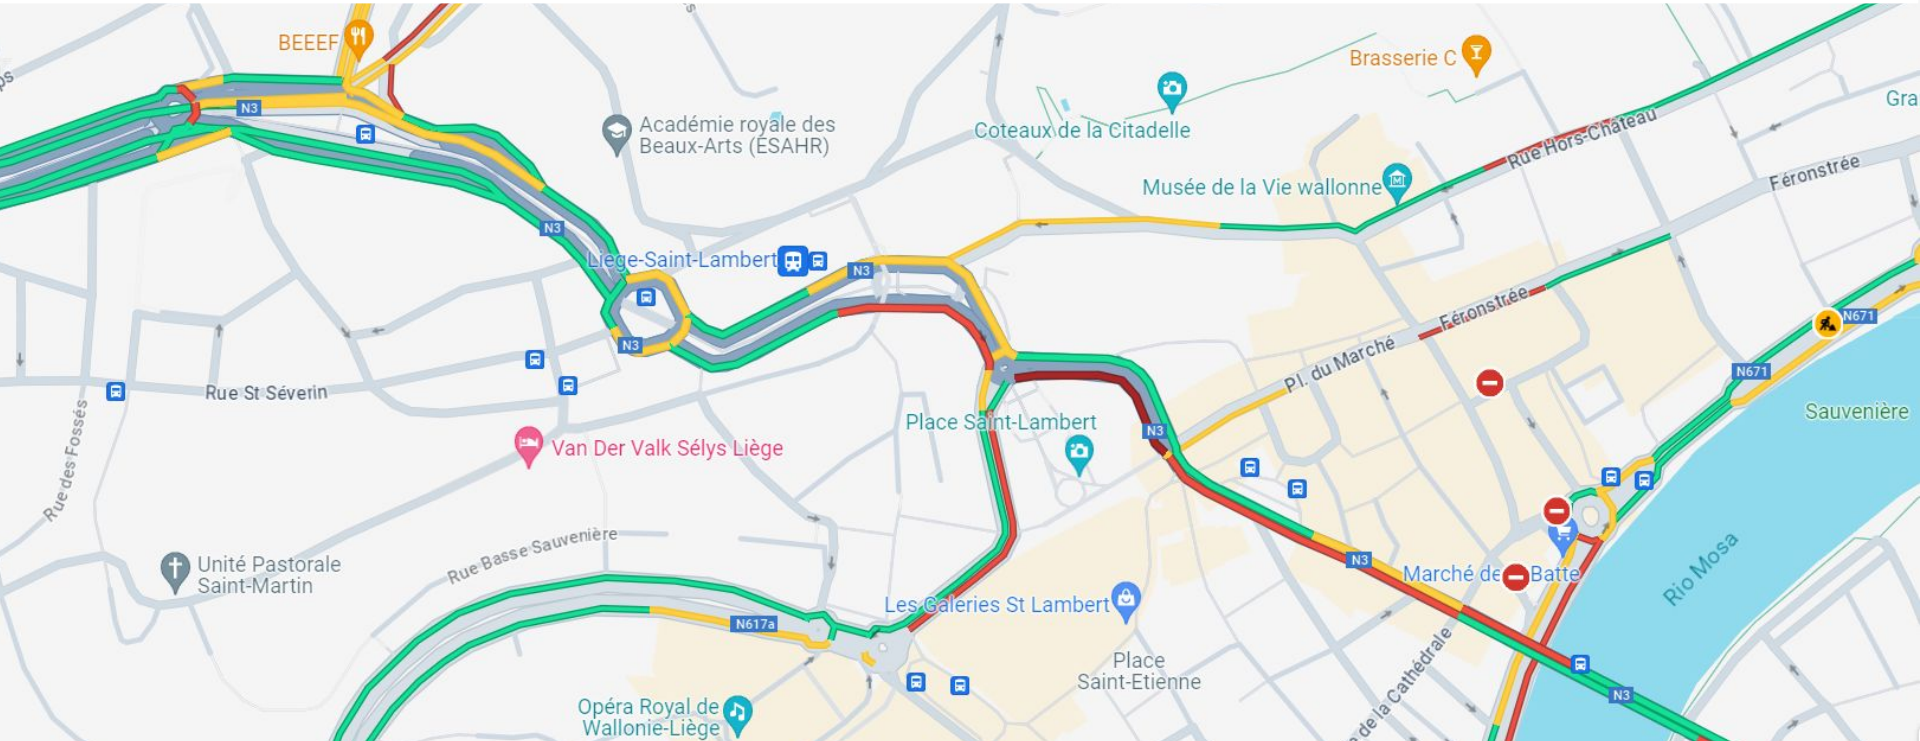 BEEEF
Brasserie C
Gra
N3
Académie royale des
Beaux-Arts (ÉSAHR)
Coteaux de la Citadelle
Rue Hors-Château
Féronstrée
Musée de la Vie wallonne
N3
Liege-Saint-Lambert
N3
N3
Féronstrée
N671
Pl. du Marché
N671
Rue St Séverin
Sauvenière
Place Saint-Lambert
N3
Van Der Valk Sélys Liège
Rue des Fossés
Rue Basse Sauvenière
Unité Pastorale
Saint-Martin
N3
Marché de
Batte
Rio Mosa
Les Galeries St Lambert
N617a
Place
Saint-Etienne
e de la Cathédrale
N3
Opéra Royal de
Wallonie-Liège